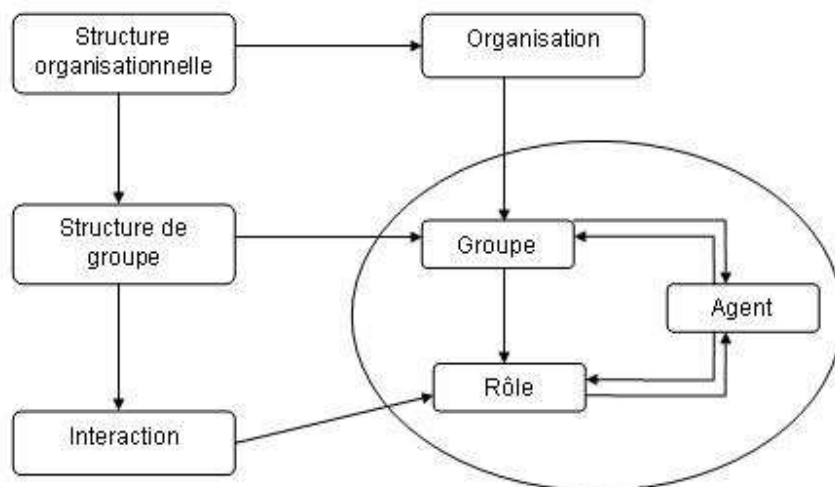 Structure
organisationnelle
Organisation
Structure de
groupe
Groupe
Agent
Rôle
Interaction